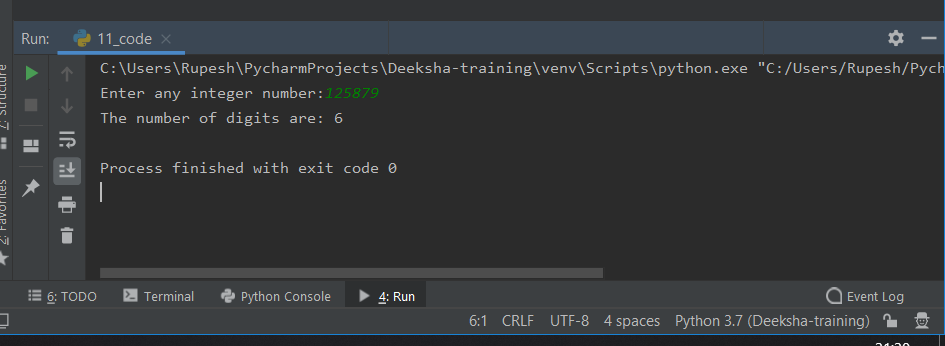 Run: 11_code
C:\Users\Rupesh\PycharmProjects\Deeksha-training\venv\Scripts\python.exe "C:/Users/Rupesh/Pych
Enter any integer number:125879
The number of digits are: 6
Process finished with exit code 0
Z: Structure
2: Favorites
6: TODO Terminal Python Console 4: Run Event Log
6:1 CRLF UTF-8 4 spaces Python 3.7 (Deeksha-training)